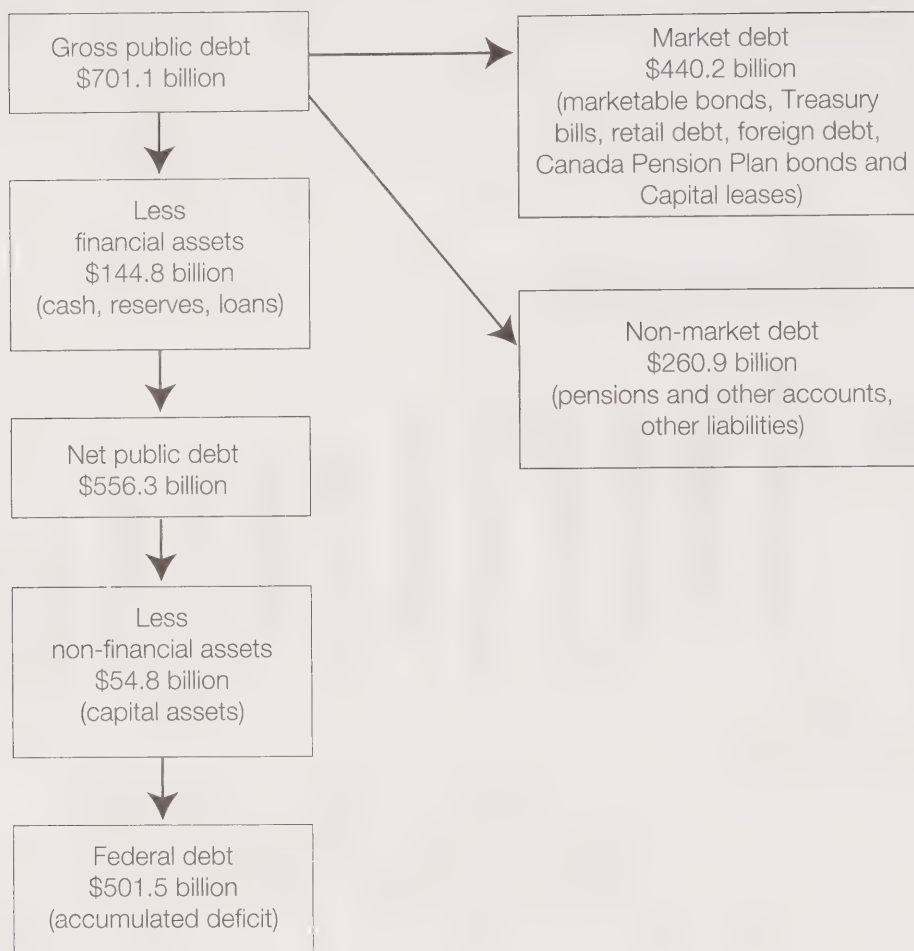 Gross public debt
$701.1 billion
Market debt
$440.2 billion
(marketable bonds, Treasury
bills, retail debt, foreign debt,
Canada Pension Plan bonds and
Capital leases)
Less
financial assets
$144.8 billion
(cash, reserves, loans)
Non-market debt
$260.9 billion
(pensions and other accounts,
other liabilities)
Net public debt
$556.3 billion
Less
non-financial assets
$54.8 billion
(capital assets)
Federal debt
$501.5 billion
(accumulated deficit)